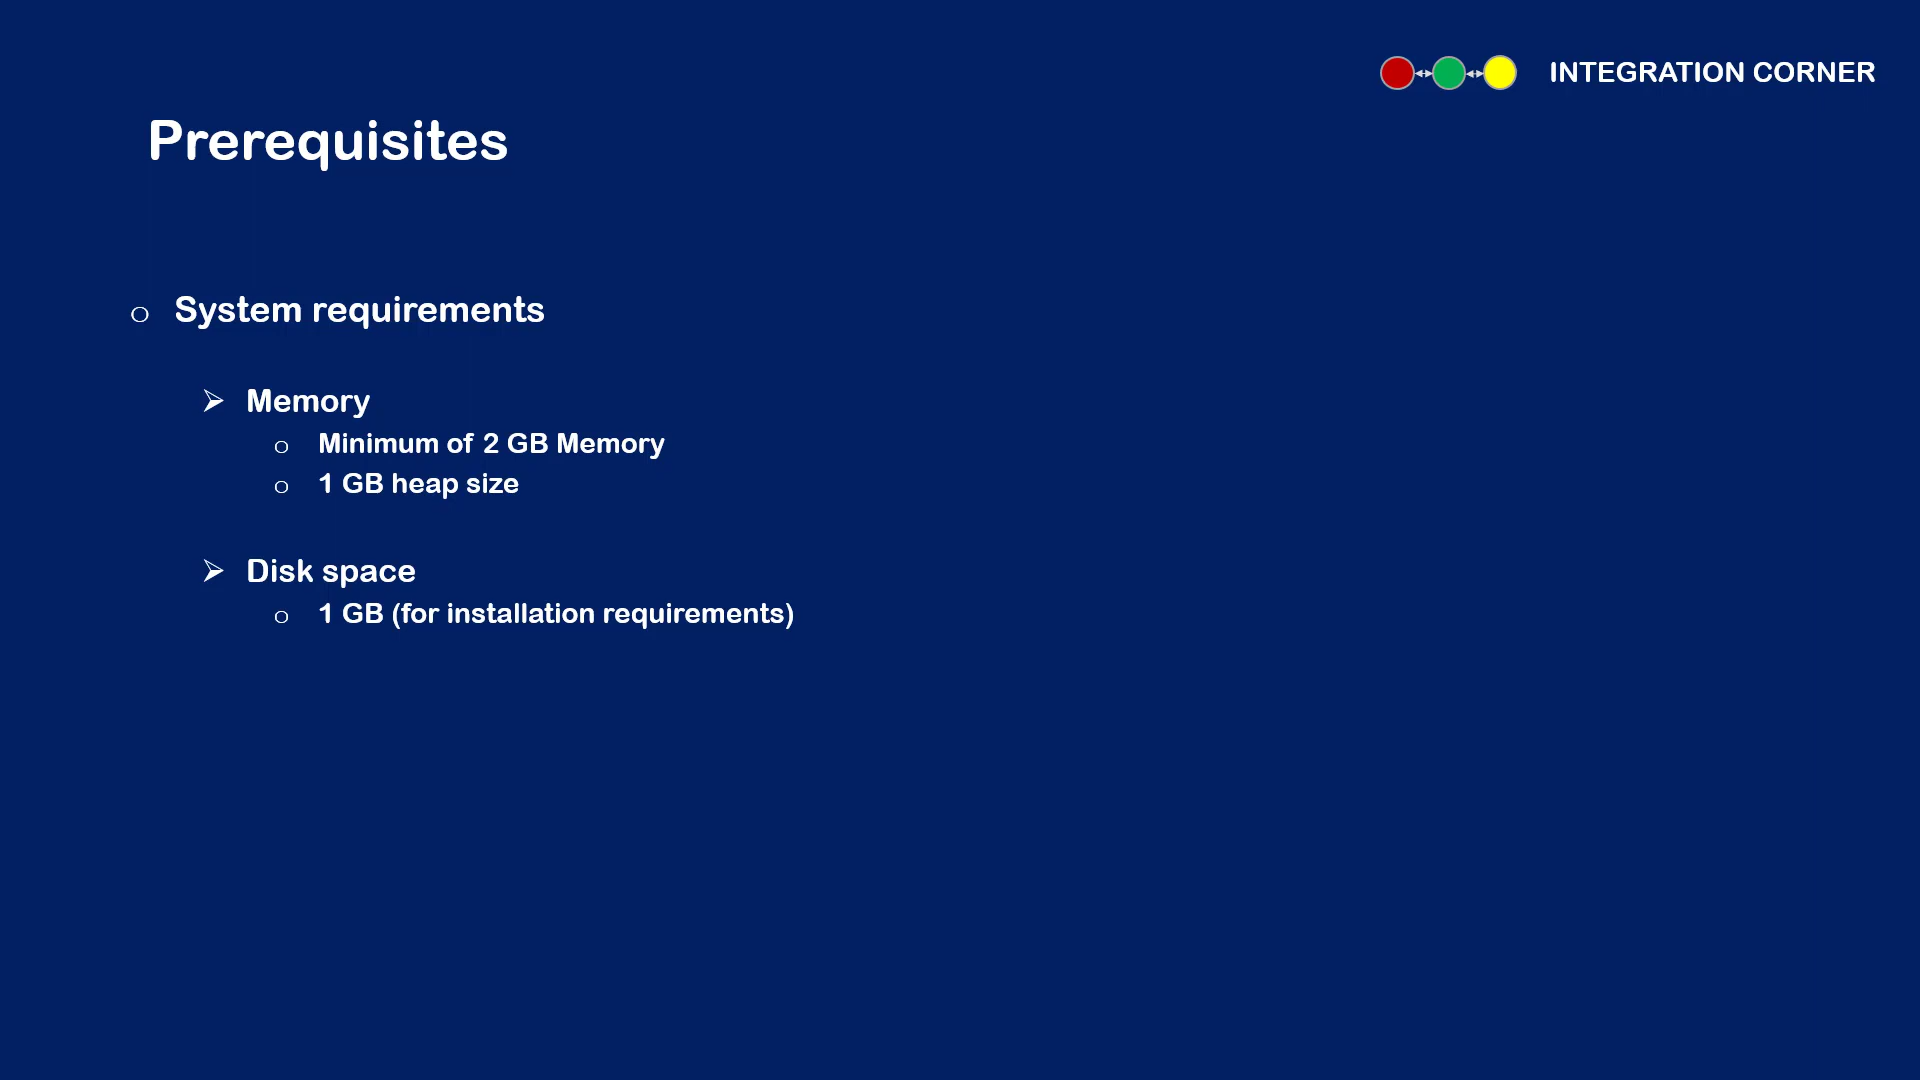 INTEGRATION CORNER
Prerequisites
o System requirements
➢ Memory
o Minimum of 2 GB Memory
o 1 GB heap size
➢ Disk space
o 1 GB (for installation requirements)